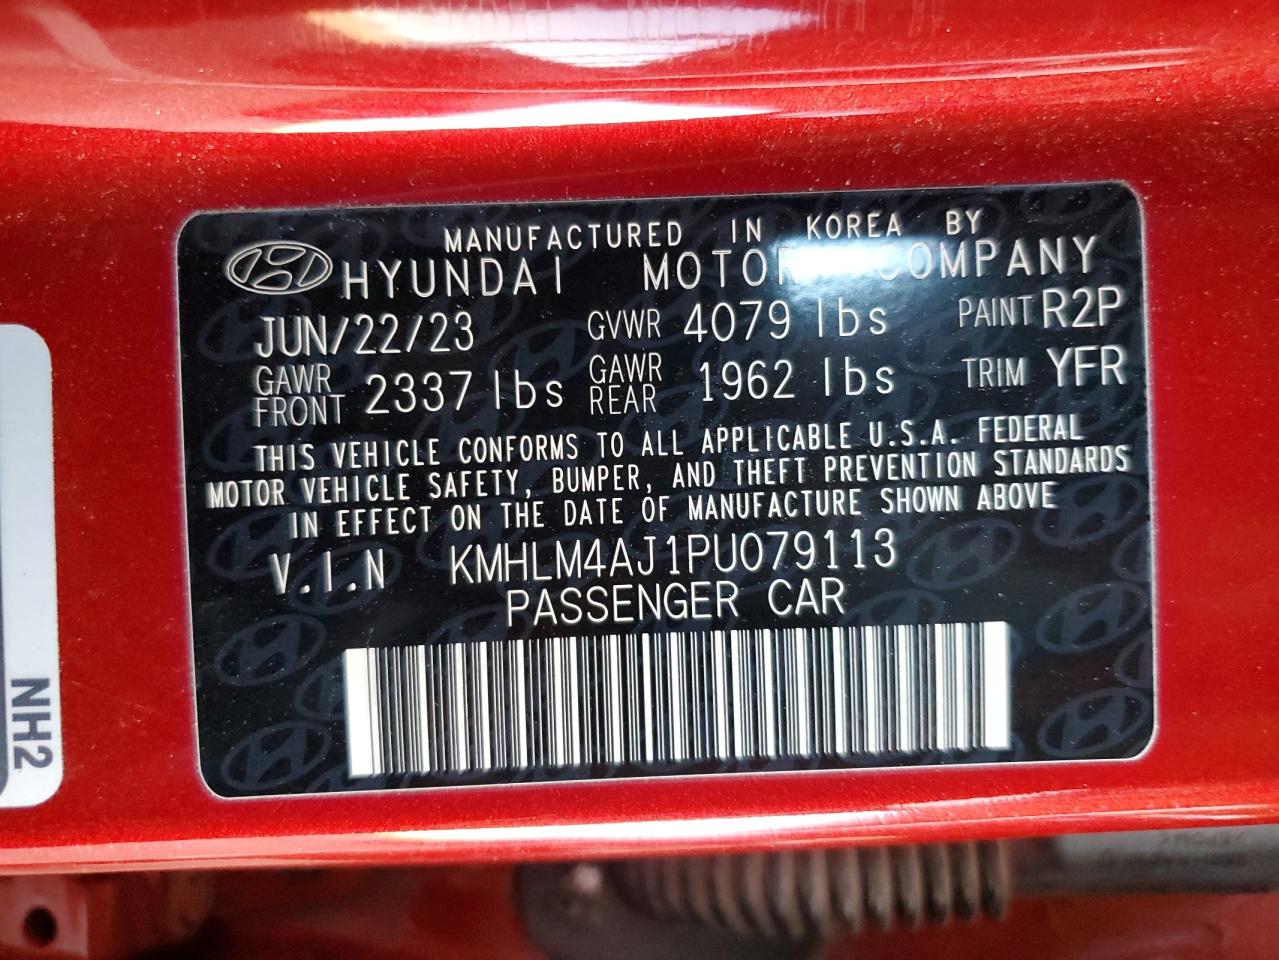 MANUFACTURED IN KOREA BY
HYUNDAI MOTOR COMPANY
JUN/22/23 GVWR 4079 lbs PAINT R2P
GAWR FRONT 2337 lbs GAWR REAR 1962 lbs TRIM YFR
THIS VEHICLE CONFORMS TO ALL APPLICABLE U.S.A. FEDERAL
MOTOR VEHICLE SAFETY, BUMPER, AND THEFT PREVENTION STANDARDS
IN EFFECT ON THE DATE OF MANUFACTURE SHOWN ABOVE
V.I.N KMHLM4AJ1PU079113
PASSENGER CAR
NH2